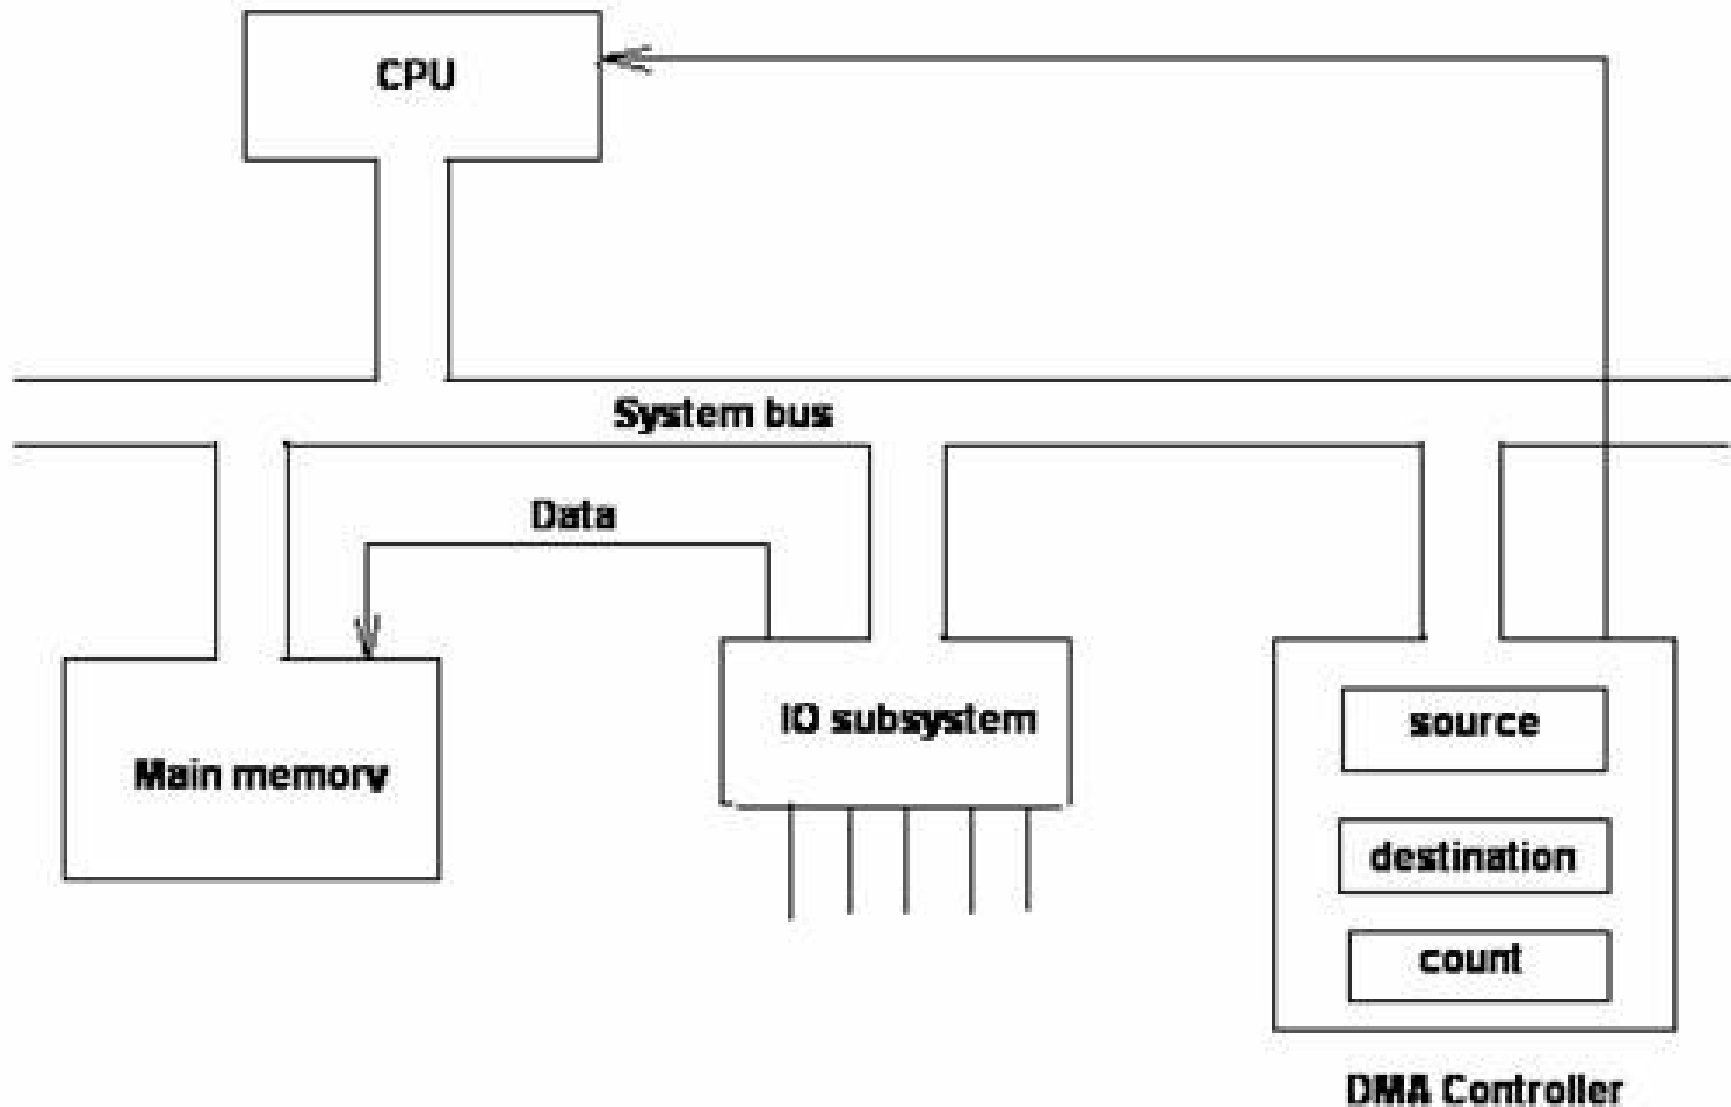 CPU
System bus
Data
IO subsystem
Main memory
source
destination
count
DMA Controller